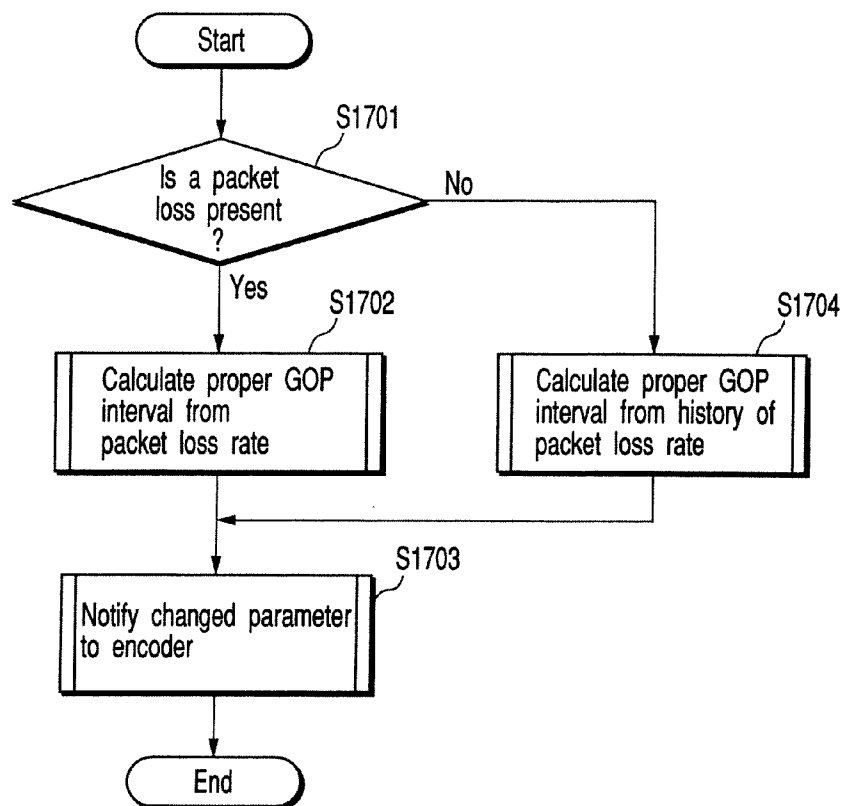 Start
S1701
Is a packet
loss present
?
No
Yes
S1702
Calculate proper GOP
interval from
packet loss rate
S1704
Calculate proper GOP
interval from history of
packet loss rate
S1703
Notify changed parameter
to encoder
End